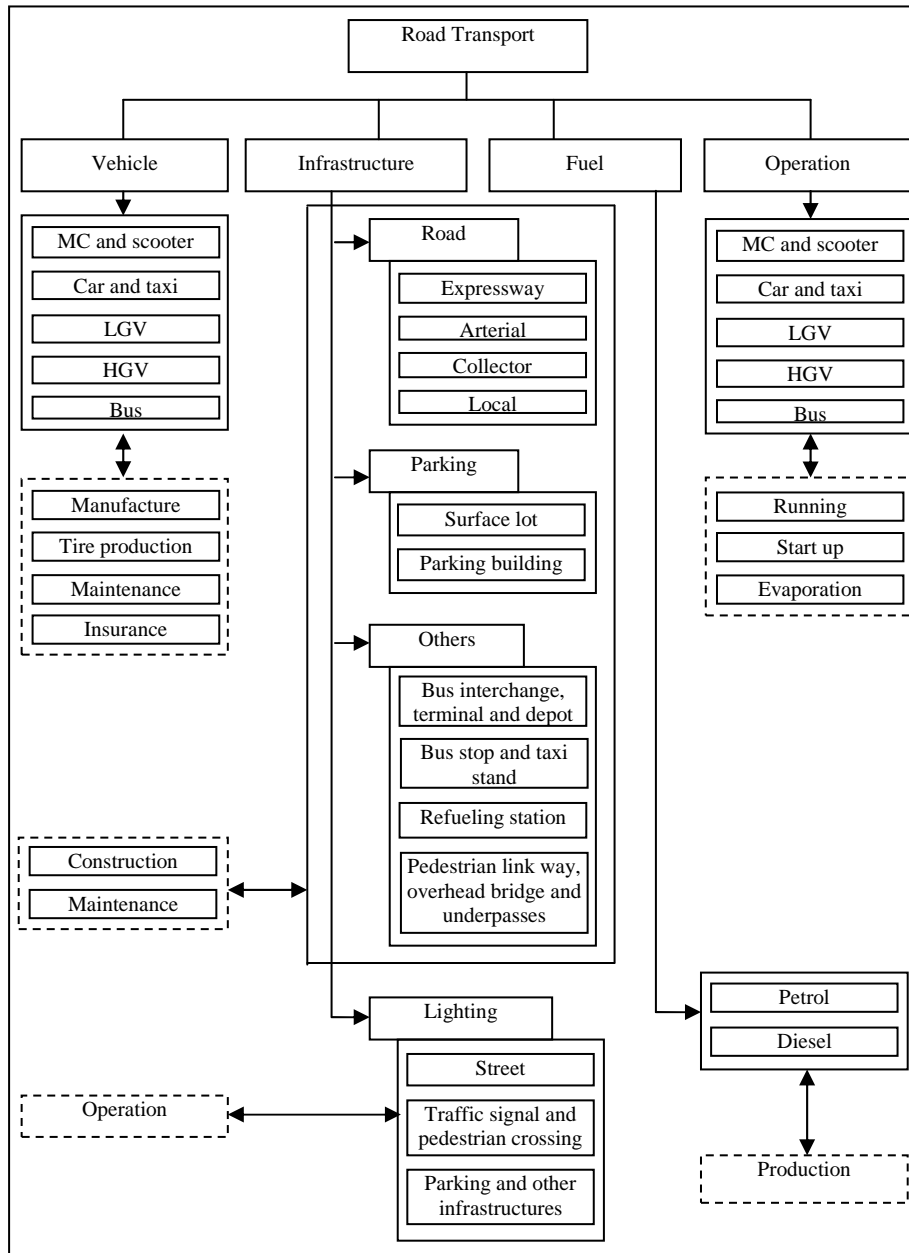 Road Transport
Vehicle
Infrastructure
Fuel
Operation
MC and scooter
Car and taxi
LGV
HGV
Bus
Manufacture
Tire production
Maintenance
Insurance
Road
Expressway
Arterial
Collector
Local
Parking
Surface lot
Parking building
Others
Bus interchange,
terminal and depot
Bus stop and taxi
stand
Refueling station
Pedestrian link way,
overhead bridge and
underpasses
Construction
Maintenance
Lighting
Street
Traffic signal and
pedestrian crossing
Parking and other
infrastructures
Operation
Petrol
Diesel
Production
MC and scooter
Car and taxi
LGV
HGV
Bus
Running
Start up
Evaporation